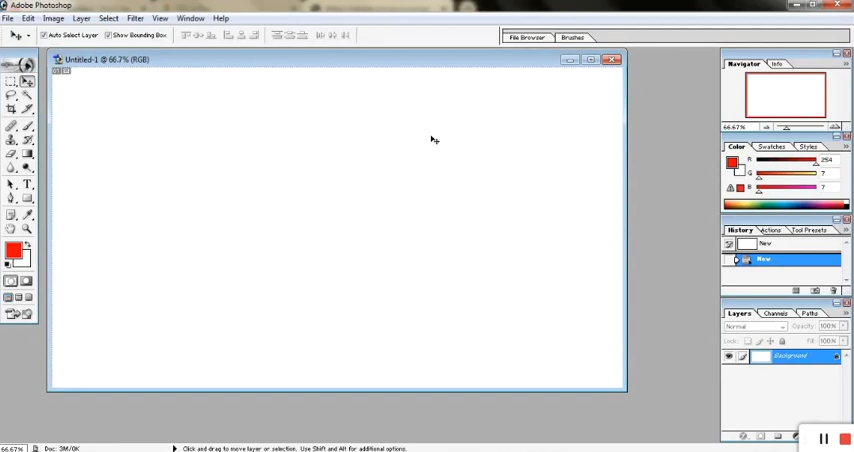 Adobe Photoshop
File Edit Image Layer Select Filter View Window Help
Auto Select Layer Show Bounding Box
File Browser Brushes
Untitled-1 @ 66.7% (RGB)
Navigator Info
66.67%
Color Swatches Styles
R 254
G 7
B 7
History Actions Tool Presets
New
New
Layers Channels Paths
Normal Opacity: 100%
Lock: Fill: 100%
Background
66.67% Doc: 3M/0K Click and drag to move layer or selection. Use Shift and Alt for additional options.